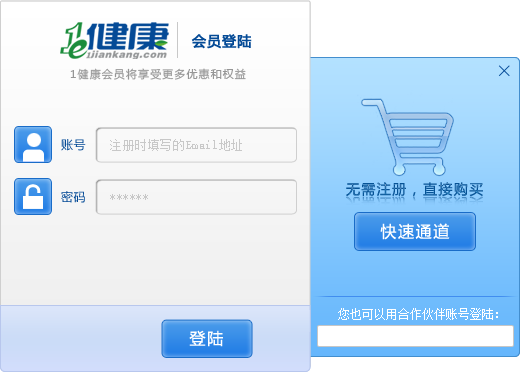 1健康
1jiankang.com
会员登陆
1健康会员将享受更多优惠和权益
账号
注册时填写的Email地址
密码
******
登陆
无需注册，直接购买
快速通道
您也可以用合作伙伴账号登陆: